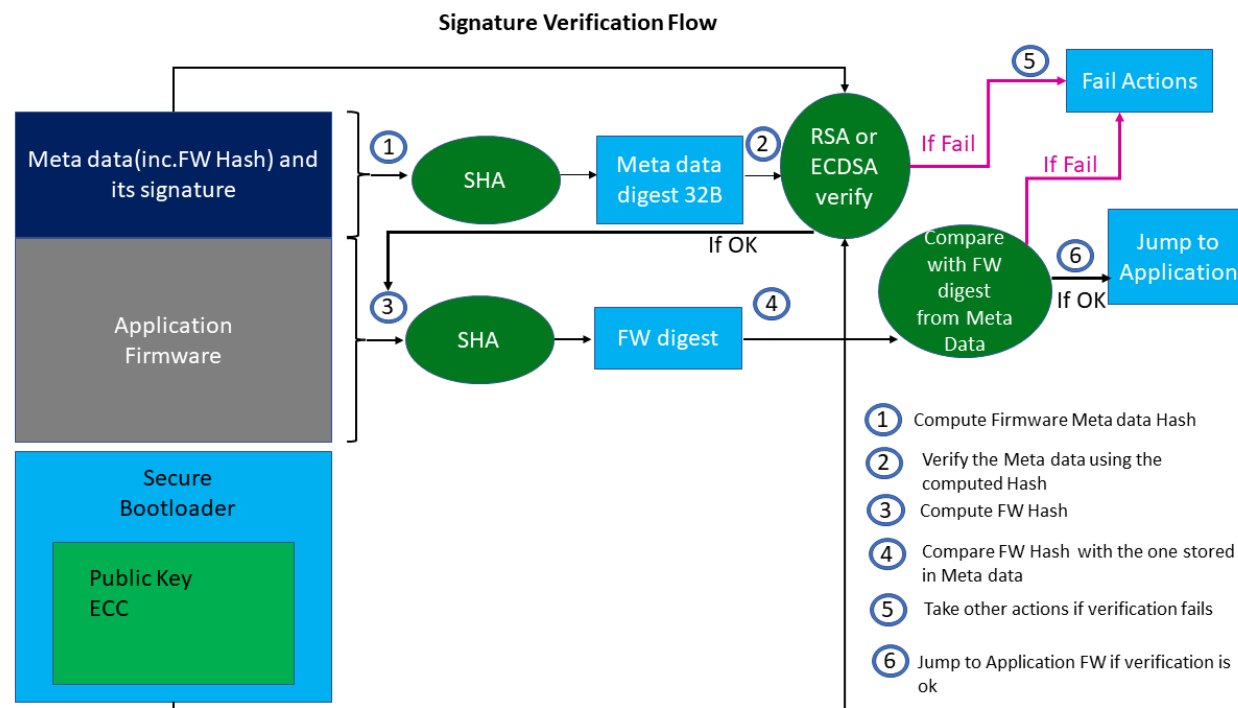 Signature Verification Flow
5
Fail Actions
Meta data(inc.FW Hash) and
its signature
1
SHA
Meta data
digest 32B
2
RSA or
ECDSA
verify
If Fail
If Fail
If OK
Compare
with FW
digest
from Meta
Data
6
If OK
Jump to
Application
Application
Firmware
3
SHA
FW digest
4
Secure
Bootloader
Public Key
ECC
1 Compute Firmware Meta data Hash
2 Verify the Meta data using the
computed Hash
3 Compute FW Hash
4 Compare FW Hash with the one stored
in Meta data
5 Take other actions if verification fails
6 Jump to Application FW if verification is
ok